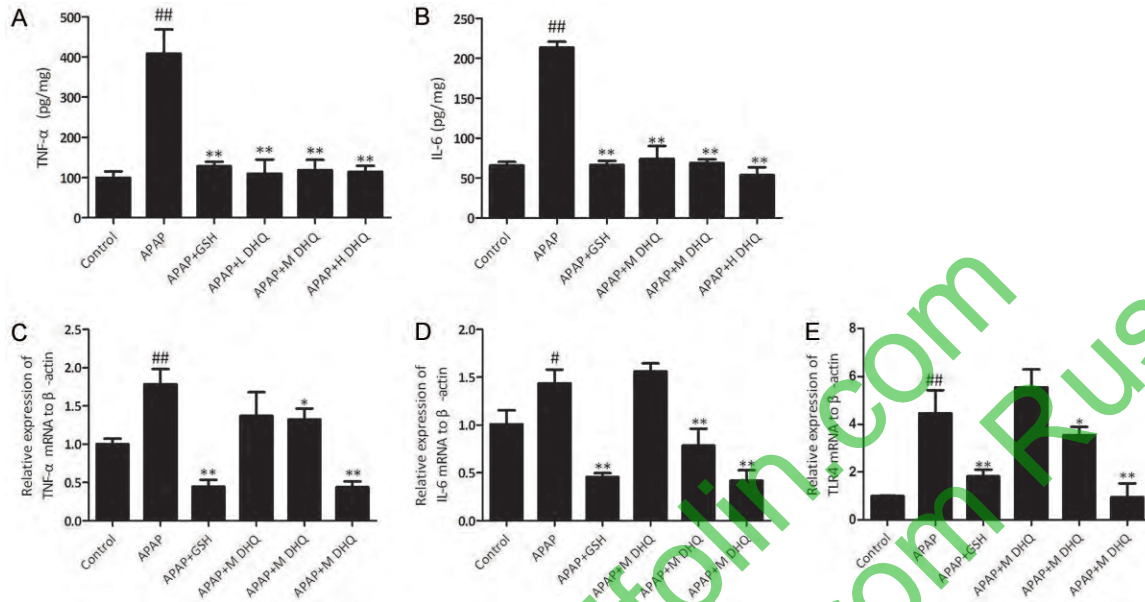 A
TNF-α (pg/mg)
500
400
300
200
100
0
##
**
**
**
**
Control
APAP
APAP+GSH
APAP+L DHQ
APAP+M DHQ
APAP+H DHQ
B
IL-6 (pg/mg)
250
200
150
100
50
0
##
**
**
**
**
Control
APAP
APAP+GSH
APAP+M DHQ
APAP+M DHQ
APAP+H DHQ
C
Relative expression of
TNF-α mRNA to β -actin
2.5
2.0
1.5
1.0
0.5
0.0
##
**
*
**
Control
APAP
APAP+GSH
APAP+M DHQ
APAP+M DHQ
APAP+M DHQ
D
Relative expression of
IL-6 mRNA to β -actin
2.0
1.5
1.0
0.5
0.0
#
**
**
**
Control
APAP
APAP+GSH
APAP+M DHQ
APAP+M DHQ
APAP+M DHQ
E
Relative expression of
TLR4 mRNA to β -actin
8
6
4
2
0
##
**
*
**
Control
APAP
APAP+GSH
APAP+M DHQ
APAP+M DHQ
APAP+M DHQ